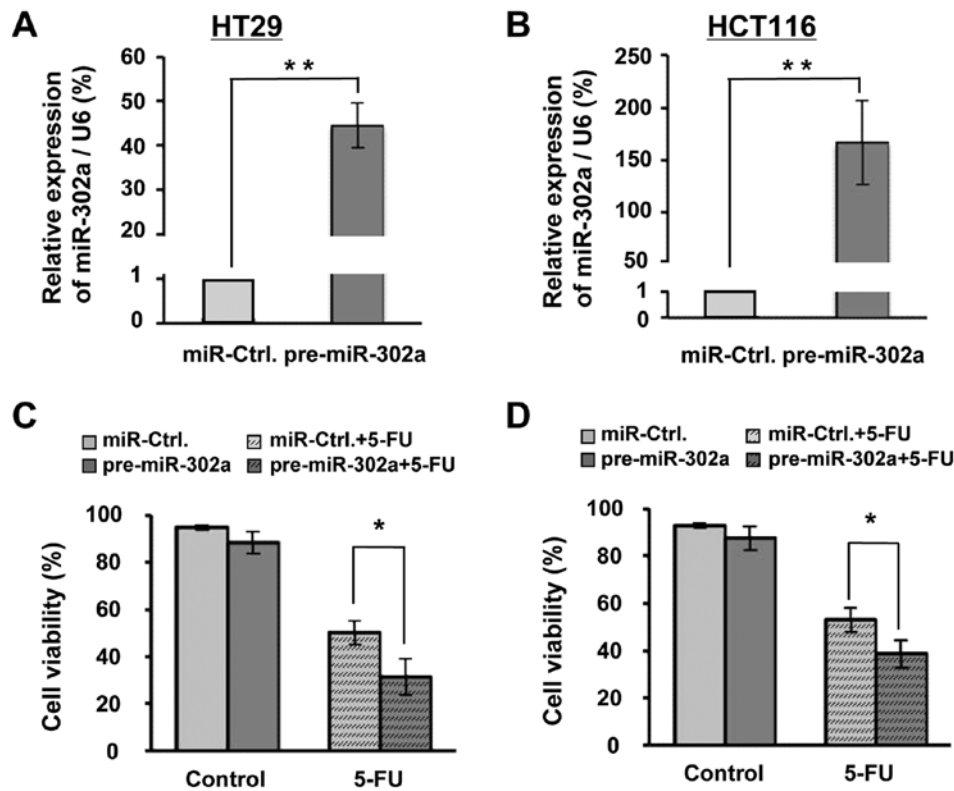 A
HT29
Relative expression
of miR-302a / U6 (%)
60
50
40
30
20
1
0
* *
miR-Ctrl. pre-miR-302a
B
HCT116
Relative expression
of miR-302a / U6 (%)
250
200
150
100
50
1
0
* *
miR-Ctrl. pre-miR-302a
C
miR-Ctrl.
miR-Ctrl.+5-FU
pre-miR-302a
pre-miR-302a+5-FU
Cell viability (%)
100
80
60
40
20
0
*
Control
5-FU
D
miR-Ctrl.
miR-Ctrl.+5-FU
pre-miR-302a
pre-miR-302a+5-FU
Cell viability (%)
100
80
60
40
20
0
*
Control
5-FU